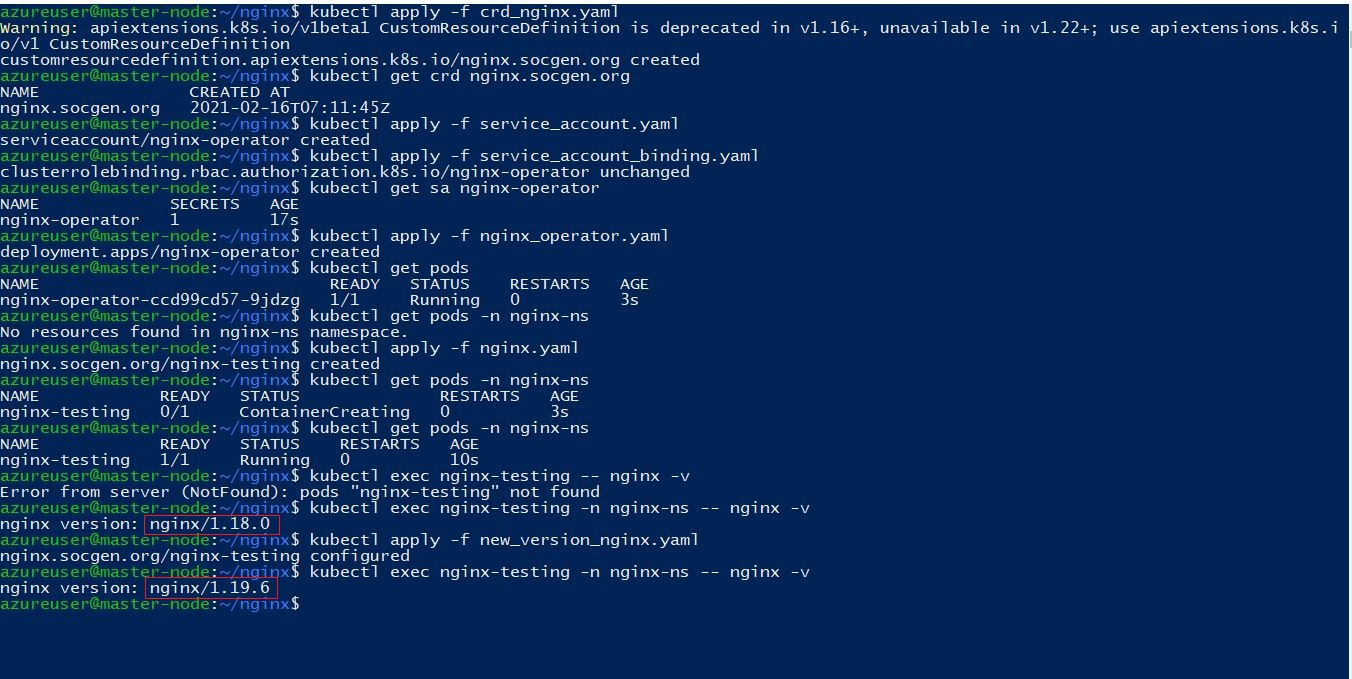 azureuser@master-node:~/nginx$ kubectl apply -f crd_nginx.yaml
Warning: apiextensions.k8s.io/v1beta1 CustomResourceDefinition is deprecated in v1.16+, unavailable in v1.22+; use apiextensions.k8s.i
o/v1 CustomResourceDefinition
customresourcedefinition.apiextensions.k8s.io/nginx.socgen.org created
azureuser@master-node:~/nginx$ kubectl get crd nginx.socgen.org
NAME               CREATED AT
nginx.socgen.org   2021-02-16T07:11:45Z
azureuser@master-node:~/nginx$ kubectl apply -f service_account.yaml
serviceaccount/nginx-operator created
azureuser@master-node:~/nginx$ kubectl apply -f service_account_binding.yaml
clusterrolebinding.rbac.authorization.k8s.io/nginx-operator unchanged
azureuser@master-node:~/nginx$ kubectl get sa nginx-operator
NAME             SECRETS   AGE
nginx-operator   1         17s
azureuser@master-node:~/nginx$ kubectl apply -f nginx_operator.yaml
deployment.apps/nginx-operator created
azureuser@master-node:~/nginx$ kubectl get pods
NAME                             READY   STATUS    RESTARTS   AGE
nginx-operator-ccd99cd57-9jdzg   1/1     Running   0          3s
azureuser@master-node:~/nginx$ kubectl get pods -n nginx-ns
No resources found in nginx-ns namespace.
azureuser@master-node:~/nginx$ kubectl apply -f nginx.yaml
nginx.socgen.org/nginx-testing created
azureuser@master-node:~/nginx$ kubectl get pods -n nginx-ns
NAME            READY   STATUS              RESTARTS   AGE
nginx-testing   0/1     ContainerCreating   0          3s
azureuser@master-node:~/nginx$ kubectl get pods -n nginx-ns
NAME            READY   STATUS    RESTARTS   AGE
nginx-testing   1/1     Running   0          10s
azureuser@master-node:~/nginx$ kubectl exec nginx-testing -- nginx -v
Error from server (NotFound): pods "nginx-testing" not found
azureuser@master-node:~/nginx$ kubectl exec nginx-testing -n nginx-ns -- nginx -v
nginx version: nginx/1.18.0
azureuser@master-node:~/nginx$ kubectl apply -f new_version_nginx.yaml
nginx.socgen.org/nginx-testing configured
azureuser@master-node:~/nginx$ kubectl exec nginx-testing -n nginx-ns -- nginx -v
nginx version: nginx/1.19.6
azureuser@master-node:~/nginx$